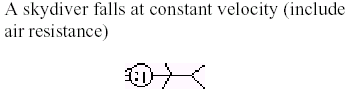 A skydiver falls at constant velocity (include
air resistance)